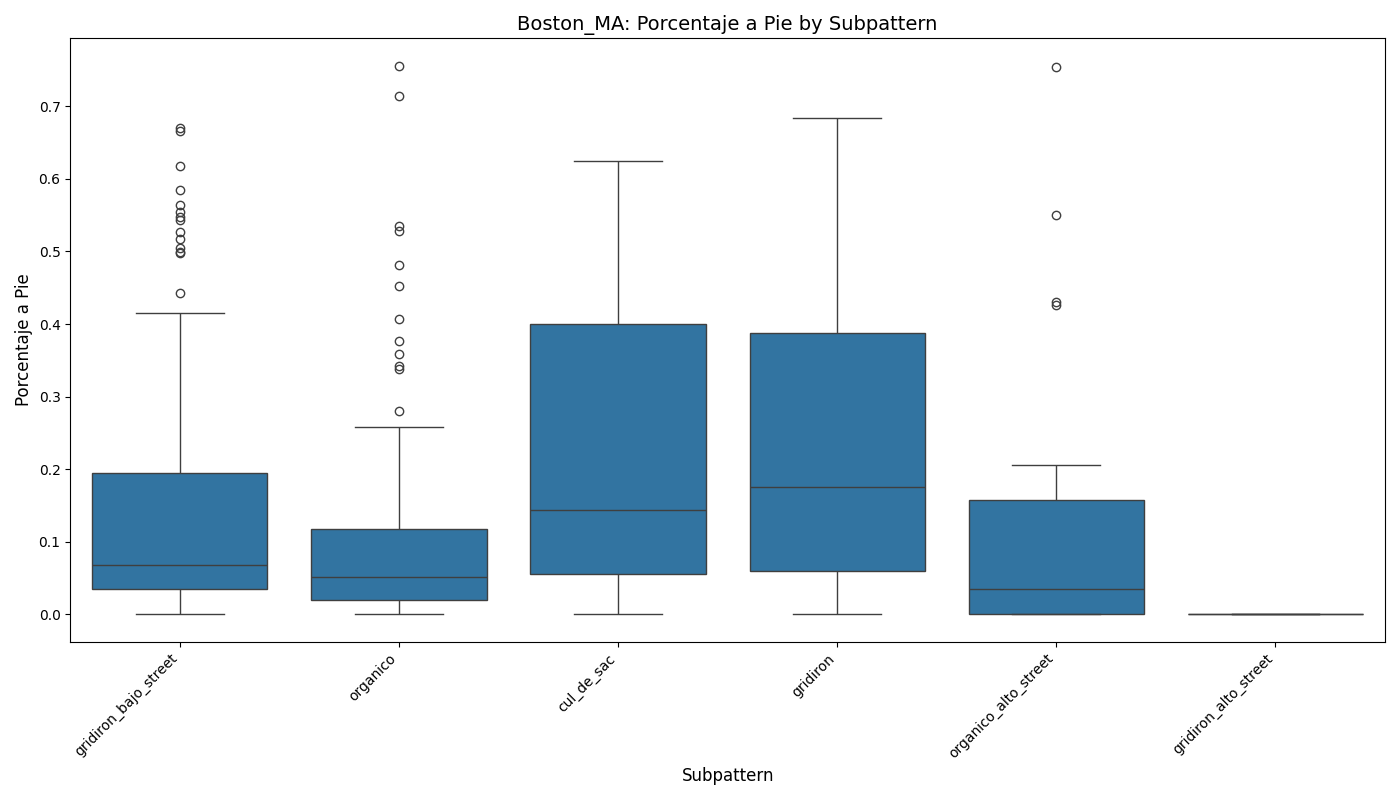 Boston_MA: Porcentaje a Pie by Subpattern
Porcentaje a Pie
0.7
0.6
0.5
0.4
0.3
0.2
0.1
0.0
gridiron_bajo_street
organico
cul_de_sac
gridiron
organico_alto_street
gridiron_alto_street
Subpattern